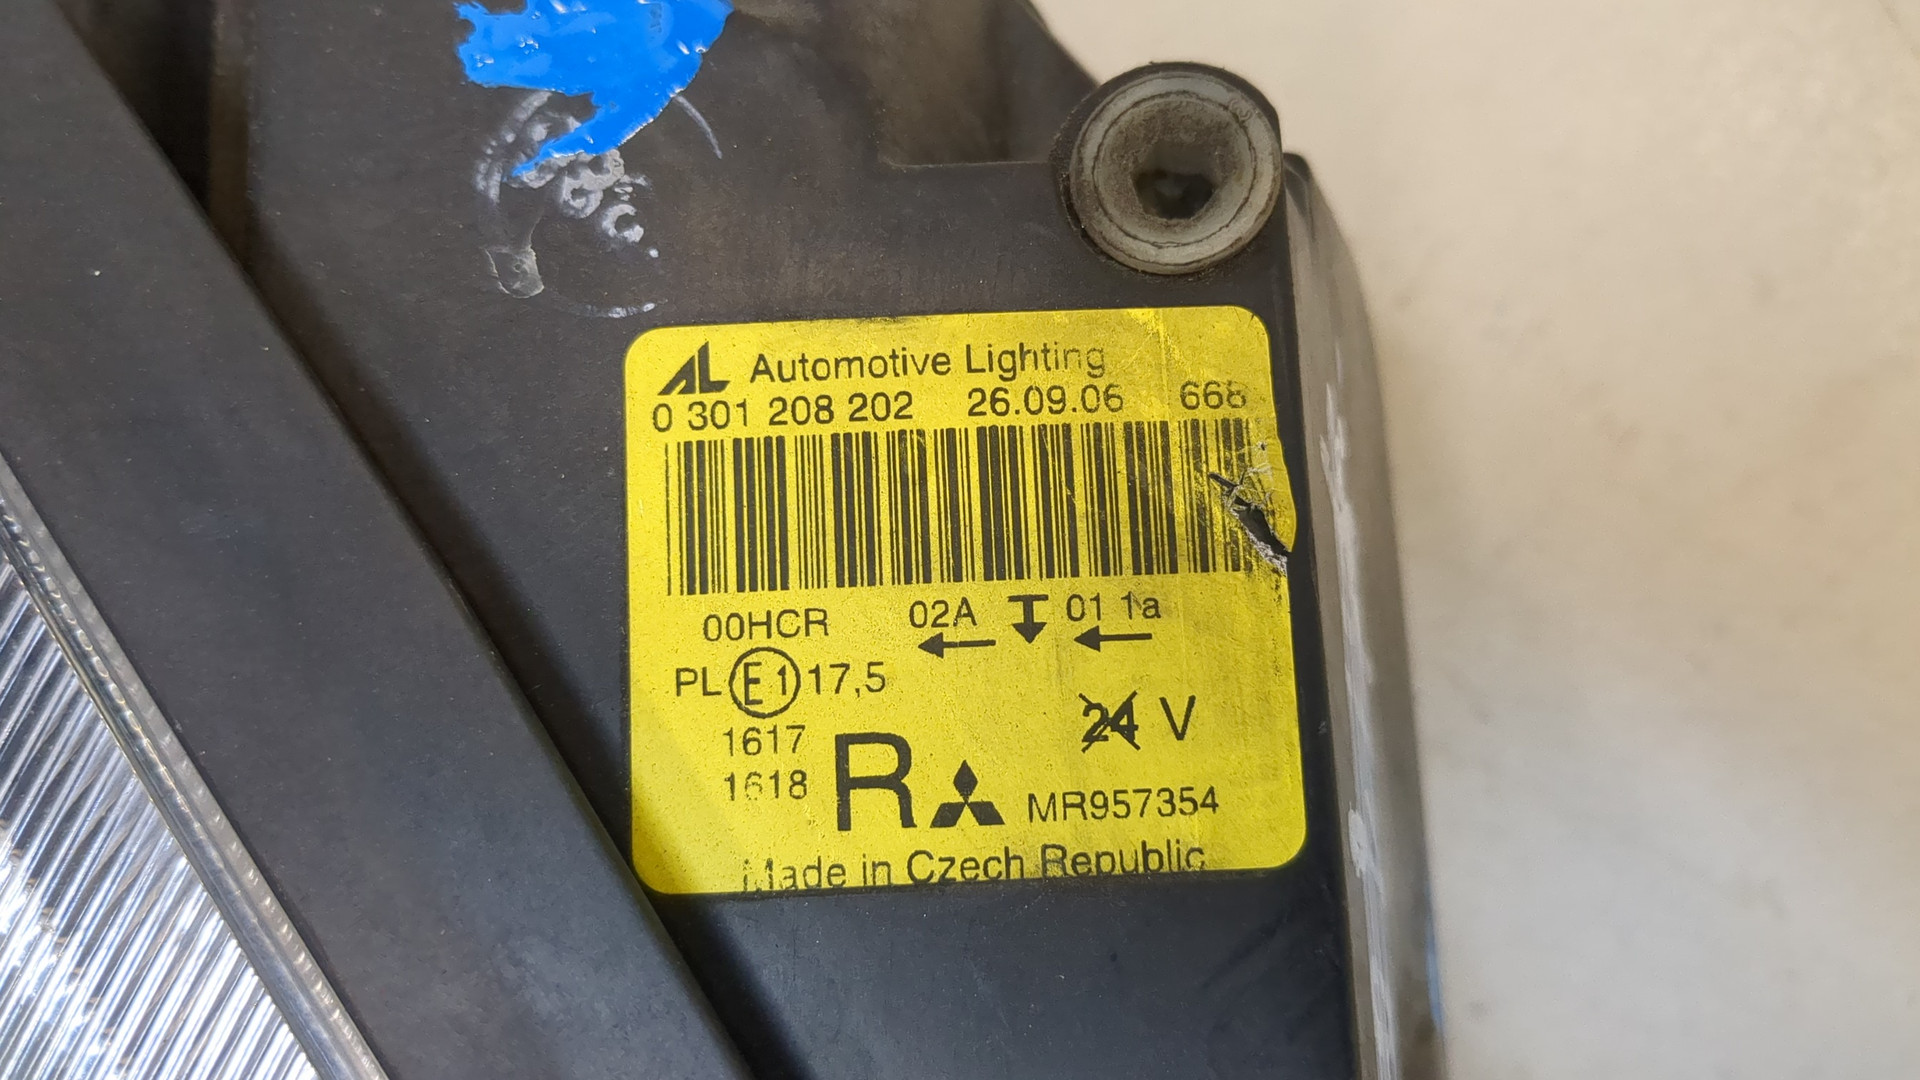 AL Automotive Lighting
0 301 208 202 26.09.06 668
00HCR 02A 01 1a
PL E1 17,5
24 V
1617
1618 R MR957354
Made in Czech Republic